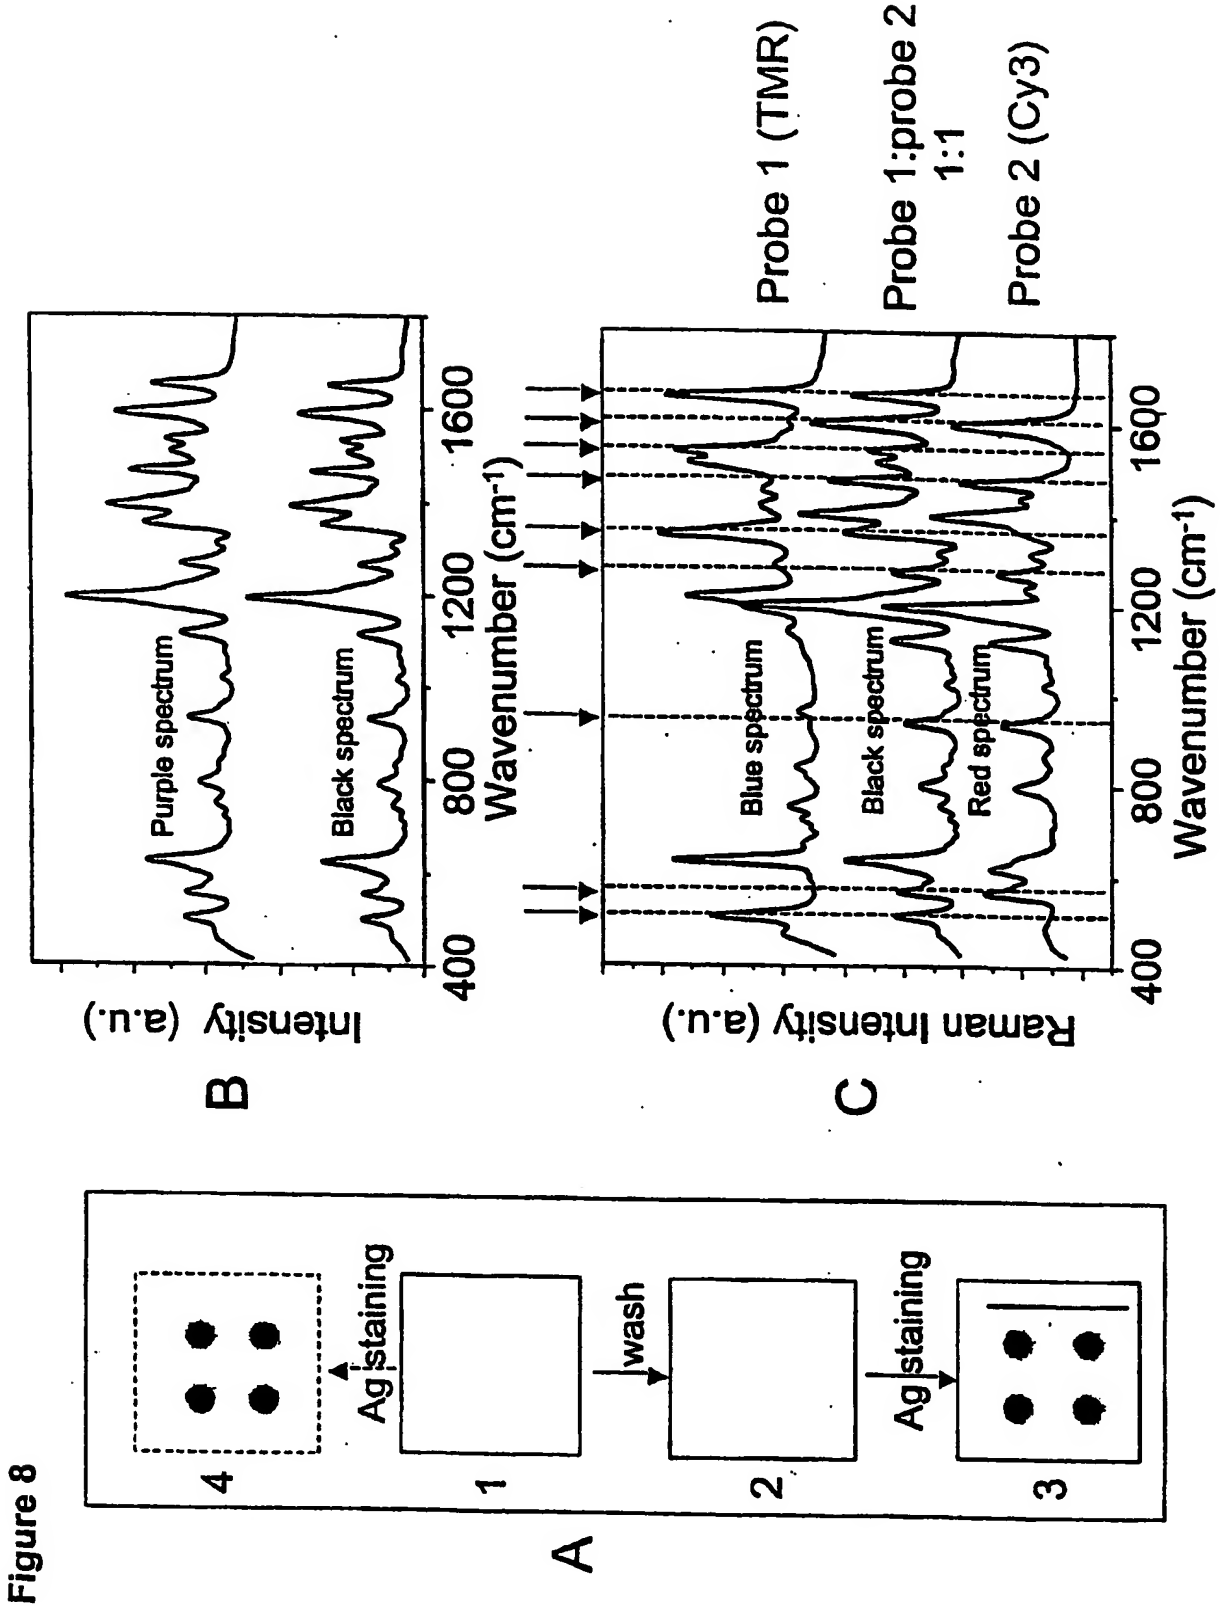 Figure 8
A
4
Ag staining
1
wash
2
Ag staining
3
B
Intensity (a.u.)
Purple spectrum
Black spectrum
400
800
1200
1600
Wavenumber (cm-1)
C
Raman Intensity (a.u.)
Blue spectrum
Black spectrum
Red spectrum
400
800
1200
1600
Wavenumber (cm-1)
Probe 1 (TMR)
Probe 1:probe 2
1:1
Probe 2 (Cy3)